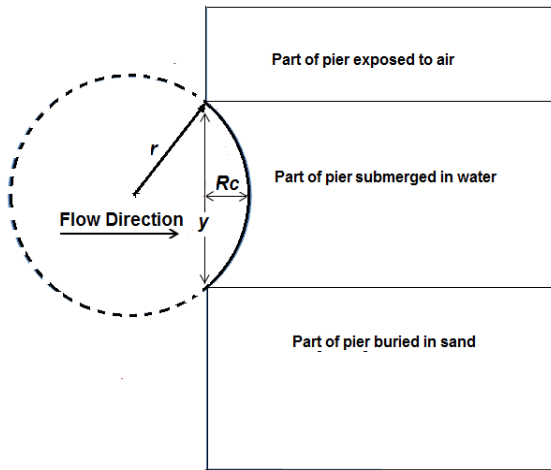 Part of pier exposed to air
r
Rc
Part of pier submerged in water
Flow Direction
y
Part of pier buried in sand